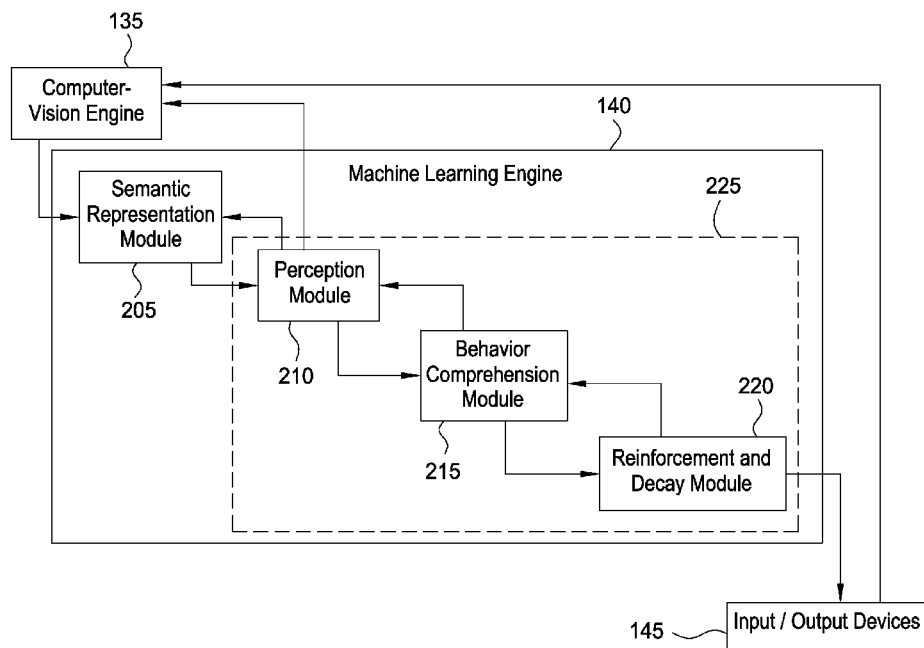 135
Computer-
Vision Engine
140
Machine Learning Engine
Semantic
Representation
Module
225
205
Perception
Module
210
Behavior
Comprehension
Module
220
215
Reinforcement and
Decay Module
145
Input / Output Devices